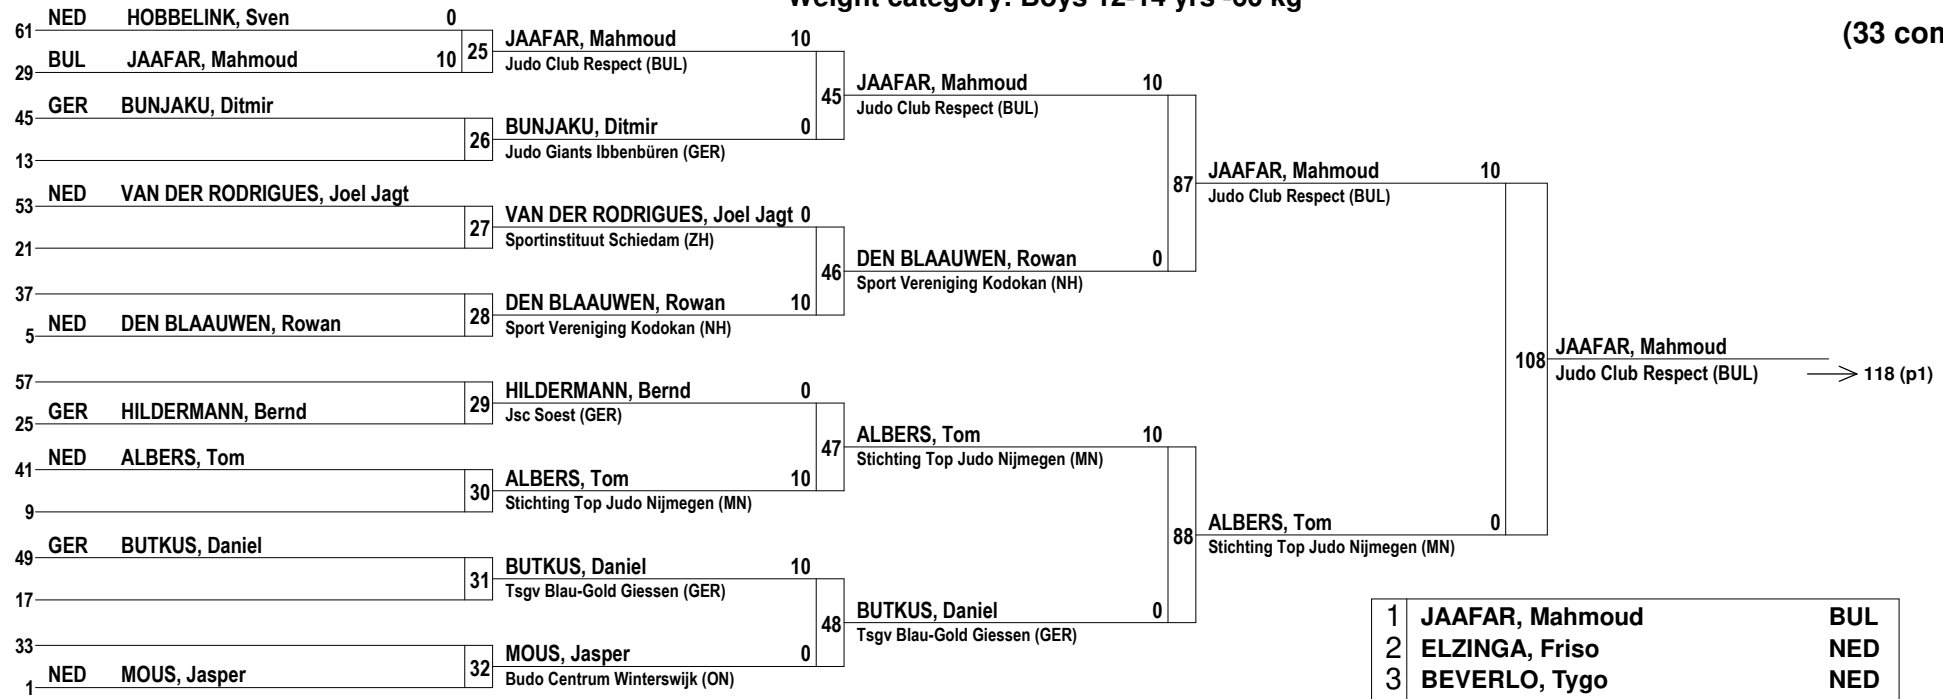 Weight category: Boys 12-14 yrs -66 kg
(33 con
61 NED HOBBELINK, Sven 0
29 BUL JAAFAR, Mahmoud 10
25 JAAFAR, Mahmoud 10
Judo Club Respect (BUL)
45 GER BUNJAKU, Ditmir
13
26 BUNJAKU, Ditmir 0
Judo Giants Ibbenbüren (GER)
45 JAAFAR, Mahmoud 10
Judo Club Respect (BUL)
53 NED VAN DER RODRIGUES, Joel Jagt
21
27 VAN DER RODRIGUES, Joel Jagt 0
Sportinstituut Schiedam (ZH)
37
5 NED DEN BLAAUWEN, Rowan
28 DEN BLAAUWEN, Rowan 10
Sport Vereniging Kodokan (NH)
46 DEN BLAAUWEN, Rowan 0
Sport Vereniging Kodokan (NH)
87 JAAFAR, Mahmoud 10
Judo Club Respect (BUL)
57
25 GER HILDERMANN, Bernd
29 HILDERMANN, Bernd 0
Jsc Soest (GER)
41 NED ALBERS, Tom
9
30 ALBERS, Tom 10
Stichting Top Judo Nijmegen (MN)
47 ALBERS, Tom 10
Stichting Top Judo Nijmegen (MN)
49 GER BUTKUS, Daniel
17
31 BUTKUS, Daniel 10
Tsgv Blau-Gold Giessen (GER)
33
1 NED MOUS, Jasper
32 MOUS, Jasper 0
Budo Centrum Winterswijk (ON)
48 BUTKUS, Daniel 0
Tsgv Blau-Gold Giessen (GER)
88 ALBERS, Tom 0
Stichting Top Judo Nijmegen (MN)
108 JAAFAR, Mahmoud
Judo Club Respect (BUL)
118 (p1)
1 JAAFAR, Mahmoud BUL
2 ELZINGA, Friso NED
3 BEVERLO, Tygo NED